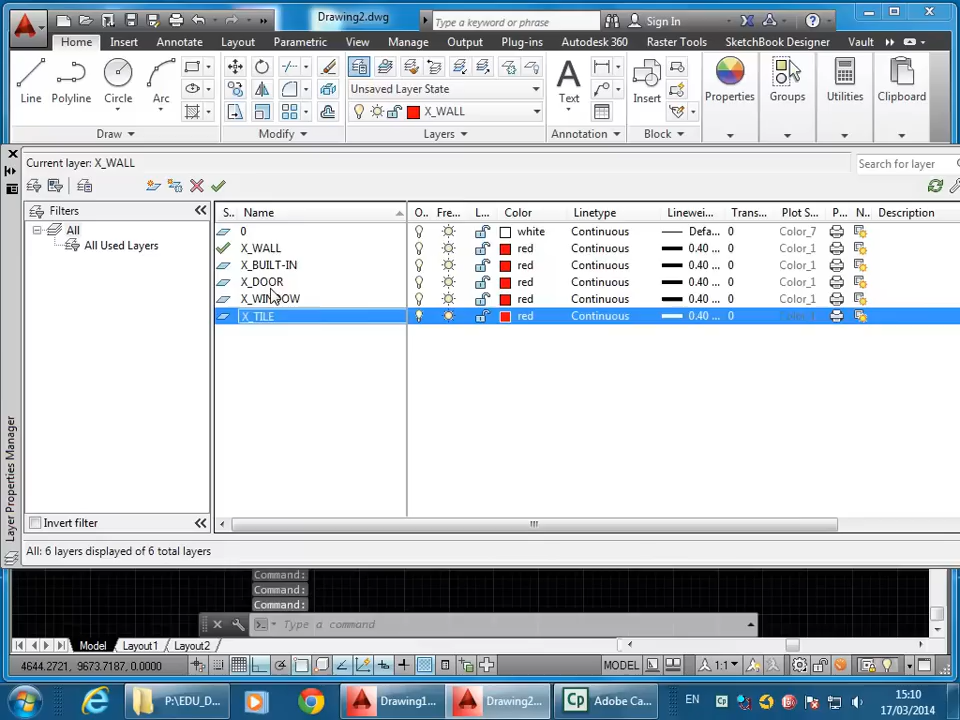 Drawing2.dwg
Type a keyword or phrase
Sign In
Home Insert Annotate Layout Parametric View Manage Output Plug-ins Autodesk 360 Raster Tools SketchBook Designer Vault
Unsaved Layer State
X_WALL
Line Polyline Circle Arc
Text Insert Properties Groups Utilities Clipboard
Draw Modify Layers Annotation Block
Current layer: X_WALL
Search for layer
Filters
All
All Used Layers
Invert filter
S.. Name O.. Fre... L... Color Linetype Linewei... Trans... Plot S... P... N.. Description
0 white Continuous Defa... 0 Color_7
X_WALL red Continuous 0.40 ... 0 Color_1
X_BUILT-IN red Continuous 0.40 ... 0 Color_1
X_DOOR red Continuous 0.40 ... 0 Color_1
X_WINDOW red Continuous 0.40 ... 0 Color_1
X_TILE red Continuous 0.40 ... 0 Color_1
Layer Properties Manager
All: 6 layers displayed of 6 total layers
Command:
Command:
Command:
Type a command
Model Layout1 Layout2
4644.2721, 9673.7187, 0.0000
MODEL
1:1
P:\EDU_D...
Drawing1...
Drawing2...
Adobe Ca...
EN
15:10
17/03/2014